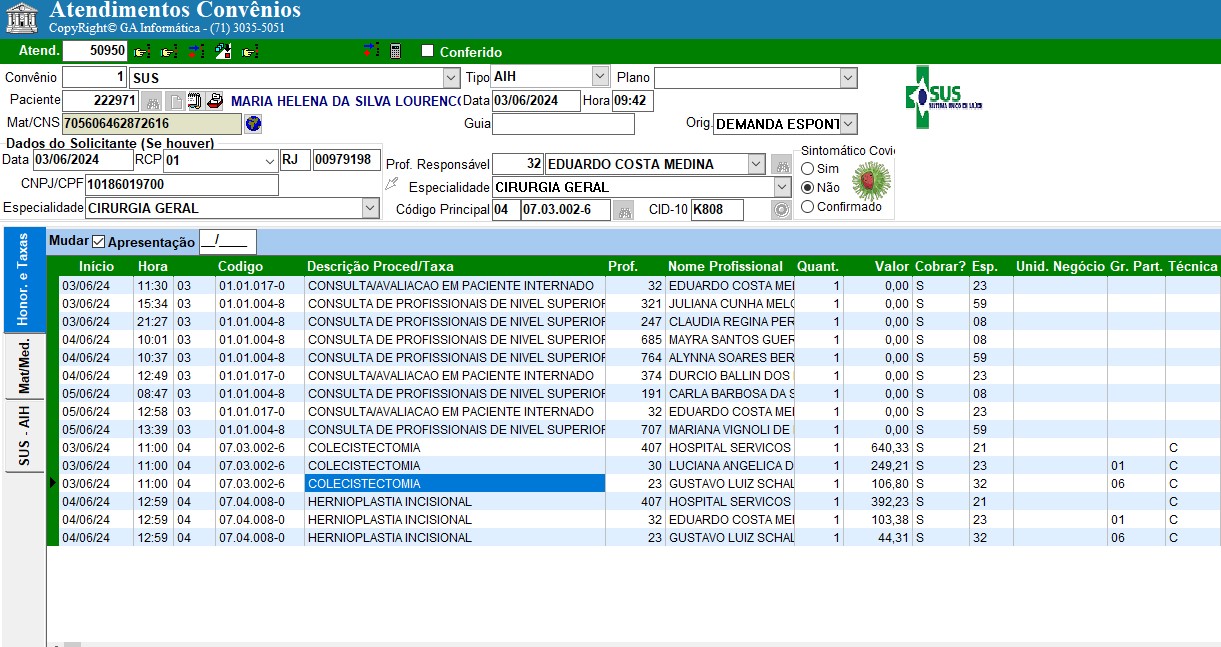 Atendimentos Convênios
CopyRight© GA Informática - (71) 3035-5051
Atend. 50950 Conferido
Convênio 1 SUS Tipo AIH Plano
Paciente 222971 MARIA HELENA DA SILVA LOURENC Data 03/06/2024 Hora 09:42
SUS
Mat/CNS 705606462872616 Guia Orig. DEMANDA ESPONT
Dados do Solicitante (Se houver)
Data 03/06/2024 RCP 01 RJ 00979198
CNPJ/CPF 10186019700
Especialidade CIRURGIA GERAL
Prof. Responsável 32 EDUARDO COSTA MEDINA
Especialidade CIRURGIA GERAL
Código Principal 04 07.03.002-6 CID-10 K808
Sintomático Covi
Sim
Não
Confirmado
Honor. e Taxas
Mat/Med.
SUS - AIH
Mudar Apresentação __/____
Início Hora Codigo Descrição Proced/Taxa Prof. Nome Profissional Quant. Valor Cobrar? Esp. Unid. Negócio Gr. Part. Técnica
03/06/24 11:30 03 01.01.017-0 CONSULTA/AVALIACAO EM PACIENTE INTERNADO 32 EDUARDO COSTA MEI 1 0,00 S 23
03/06/24 15:34 03 01.01.004-8 CONSULTA DE PROFISSIONAIS DE NIVEL SUPERIOR 321 JULIANA CUNHA MELO 1 0,00 S 59
03/06/24 21:27 03 01.01.004-8 CONSULTA DE PROFISSIONAIS DE NIVEL SUPERIOR 247 CLAUDIA REGINA PER 1 0,00 S 08
04/06/24 10:01 03 01.01.004-8 CONSULTA DE PROFISSIONAIS DE NIVEL SUPERIOR 685 MAYRA SANTOS GUER 1 0,00 S 08
04/06/24 10:37 03 01.01.004-8 CONSULTA DE PROFISSIONAIS DE NIVEL SUPERIOR 764 ALYNNA SOARES BER 1 0,00 S 59
04/06/24 12:49 03 01.01.017-0 CONSULTA/AVALIACAO EM PACIENTE INTERNADO 374 DURCIO BALLIN DOS 1 0,00 S 23
05/06/24 08:47 03 01.01.004-8 CONSULTA DE PROFISSIONAIS DE NIVEL SUPERIOR 191 CARLA BARBOSA DA S 1 0,00 S 08
05/06/24 12:58 03 01.01.017-0 CONSULTA/AVALIACAO EM PACIENTE INTERNADO 32 EDUARDO COSTA MEI 1 0,00 S 23
05/06/24 13:39 03 01.01.004-8 CONSULTA DE PROFISSIONAIS DE NIVEL SUPERIOR 707 MARIANA VIGNOLI DE 1 0,00 S 59
03/06/24 11:00 04 07.03.002-6 COLECISTECTOMIA 407 HOSPITAL SERVICOS 1 640,33 S 21 C
03/06/24 11:00 04 07.03.002-6 COLECISTECTOMIA 30 LUCIANA ANGELICA D 1 249,21 S 23 01 C
03/06/24 11:00 04 07.03.002-6 COLECISTECTOMIA 23 GUSTAVO LUIZ SCHAL 1 106,80 S 32 06 C
04/06/24 12:59 04 07.04.008-0 HERNIOPLASTIA INCISIONAL 407 HOSPITAL SERVICOS 1 392,23 S 21 C
04/06/24 12:59 04 07.04.008-0 HERNIOPLASTIA INCISIONAL 32 EDUARDO COSTA MEI 1 103,38 S 23 01 C
04/06/24 12:59 04 07.04.008-0 HERNIOPLASTIA INCISIONAL 23 GUSTAVO LUIZ SCHAL 1 44,31 S 32 06 C